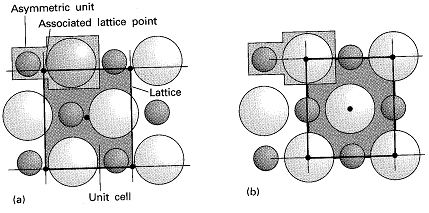 Asymmetric unit
Associated lattice point
Lattice
Unit cell
(a)
(b)